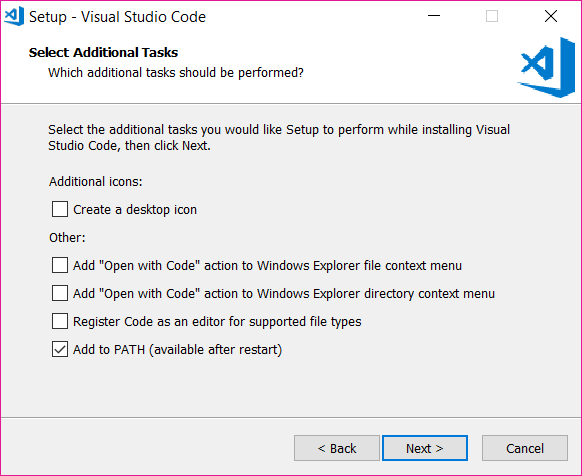 Setup - Visual Studio Code
Select Additional Tasks
Which additional tasks should be performed?
Select the additional tasks you would like Setup to perform while installing Visual
Studio Code, then click Next.
Additional icons:
Create a desktop icon
Other:
Add "Open with Code" action to Windows Explorer file context menu
Add "Open with Code" action to Windows Explorer directory context menu
Register Code as an editor for supported file types
Add to PATH (available after restart)
< Back Next > Cancel